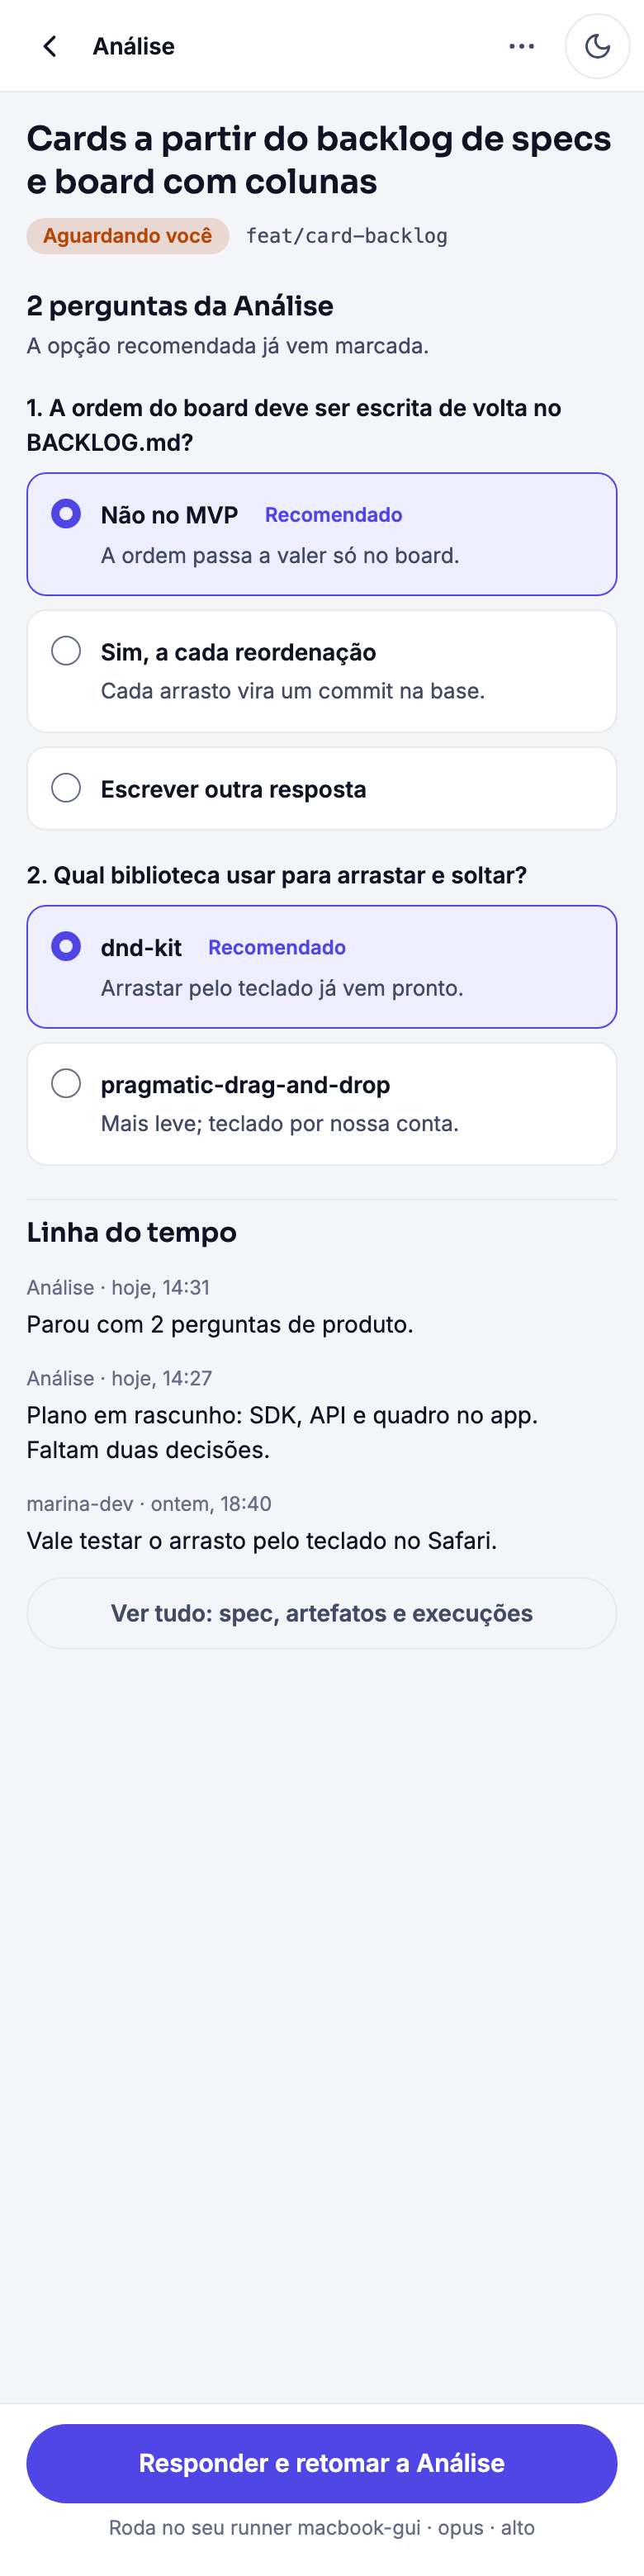 Análise
Cards a partir do backlog de specs
e board com colunas
Aguardando você feat/card-backlog
2 perguntas da Análise
A opção recomendada já vem marcada.
1. A ordem do board deve ser escrita de volta no
BACKLOG.md?
Não no MVP Recomendado
A ordem passa a valer só no board.
Sim, a cada reordenação
Cada arrasto vira um commit na base.
Escrever outra resposta
2. Qual biblioteca usar para arrastar e soltar?
dnd-kit Recomendado
Arrastar pelo teclado já vem pronto.
pragmatic-drag-and-drop
Mais leve; teclado por nossa conta.
Linha do tempo
Análise · hoje, 14:31
Parou com 2 perguntas de produto.
Análise · hoje, 14:27
Plano em rascunho: SDK, API e quadro no app.
Faltam duas decisões.
marina-dev · ontem, 18:40
Vale testar o arrasto pelo teclado no Safari.
Ver tudo: spec, artefatos e execuções
Responder e retomar a Análise
Roda no seu runner macbook-gui · opus · alto